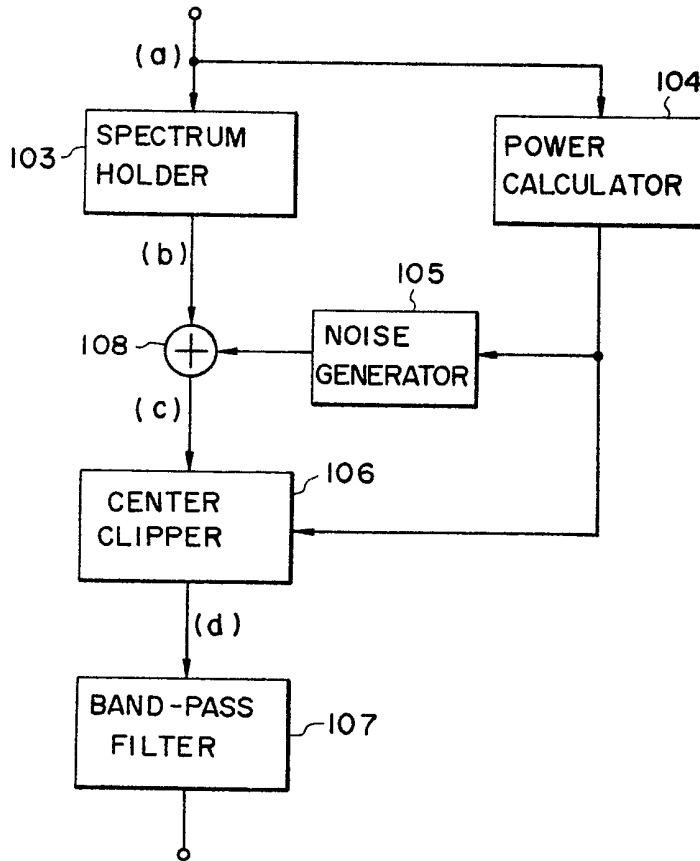 (a)
104
103
SPECTRUM
HOLDER
POWER
CALCULATOR
(b)
105
108
NOISE
GENERATOR
(c)
106
CENTER
CLIPPER
(d)
BAND-PASS
FILTER
107